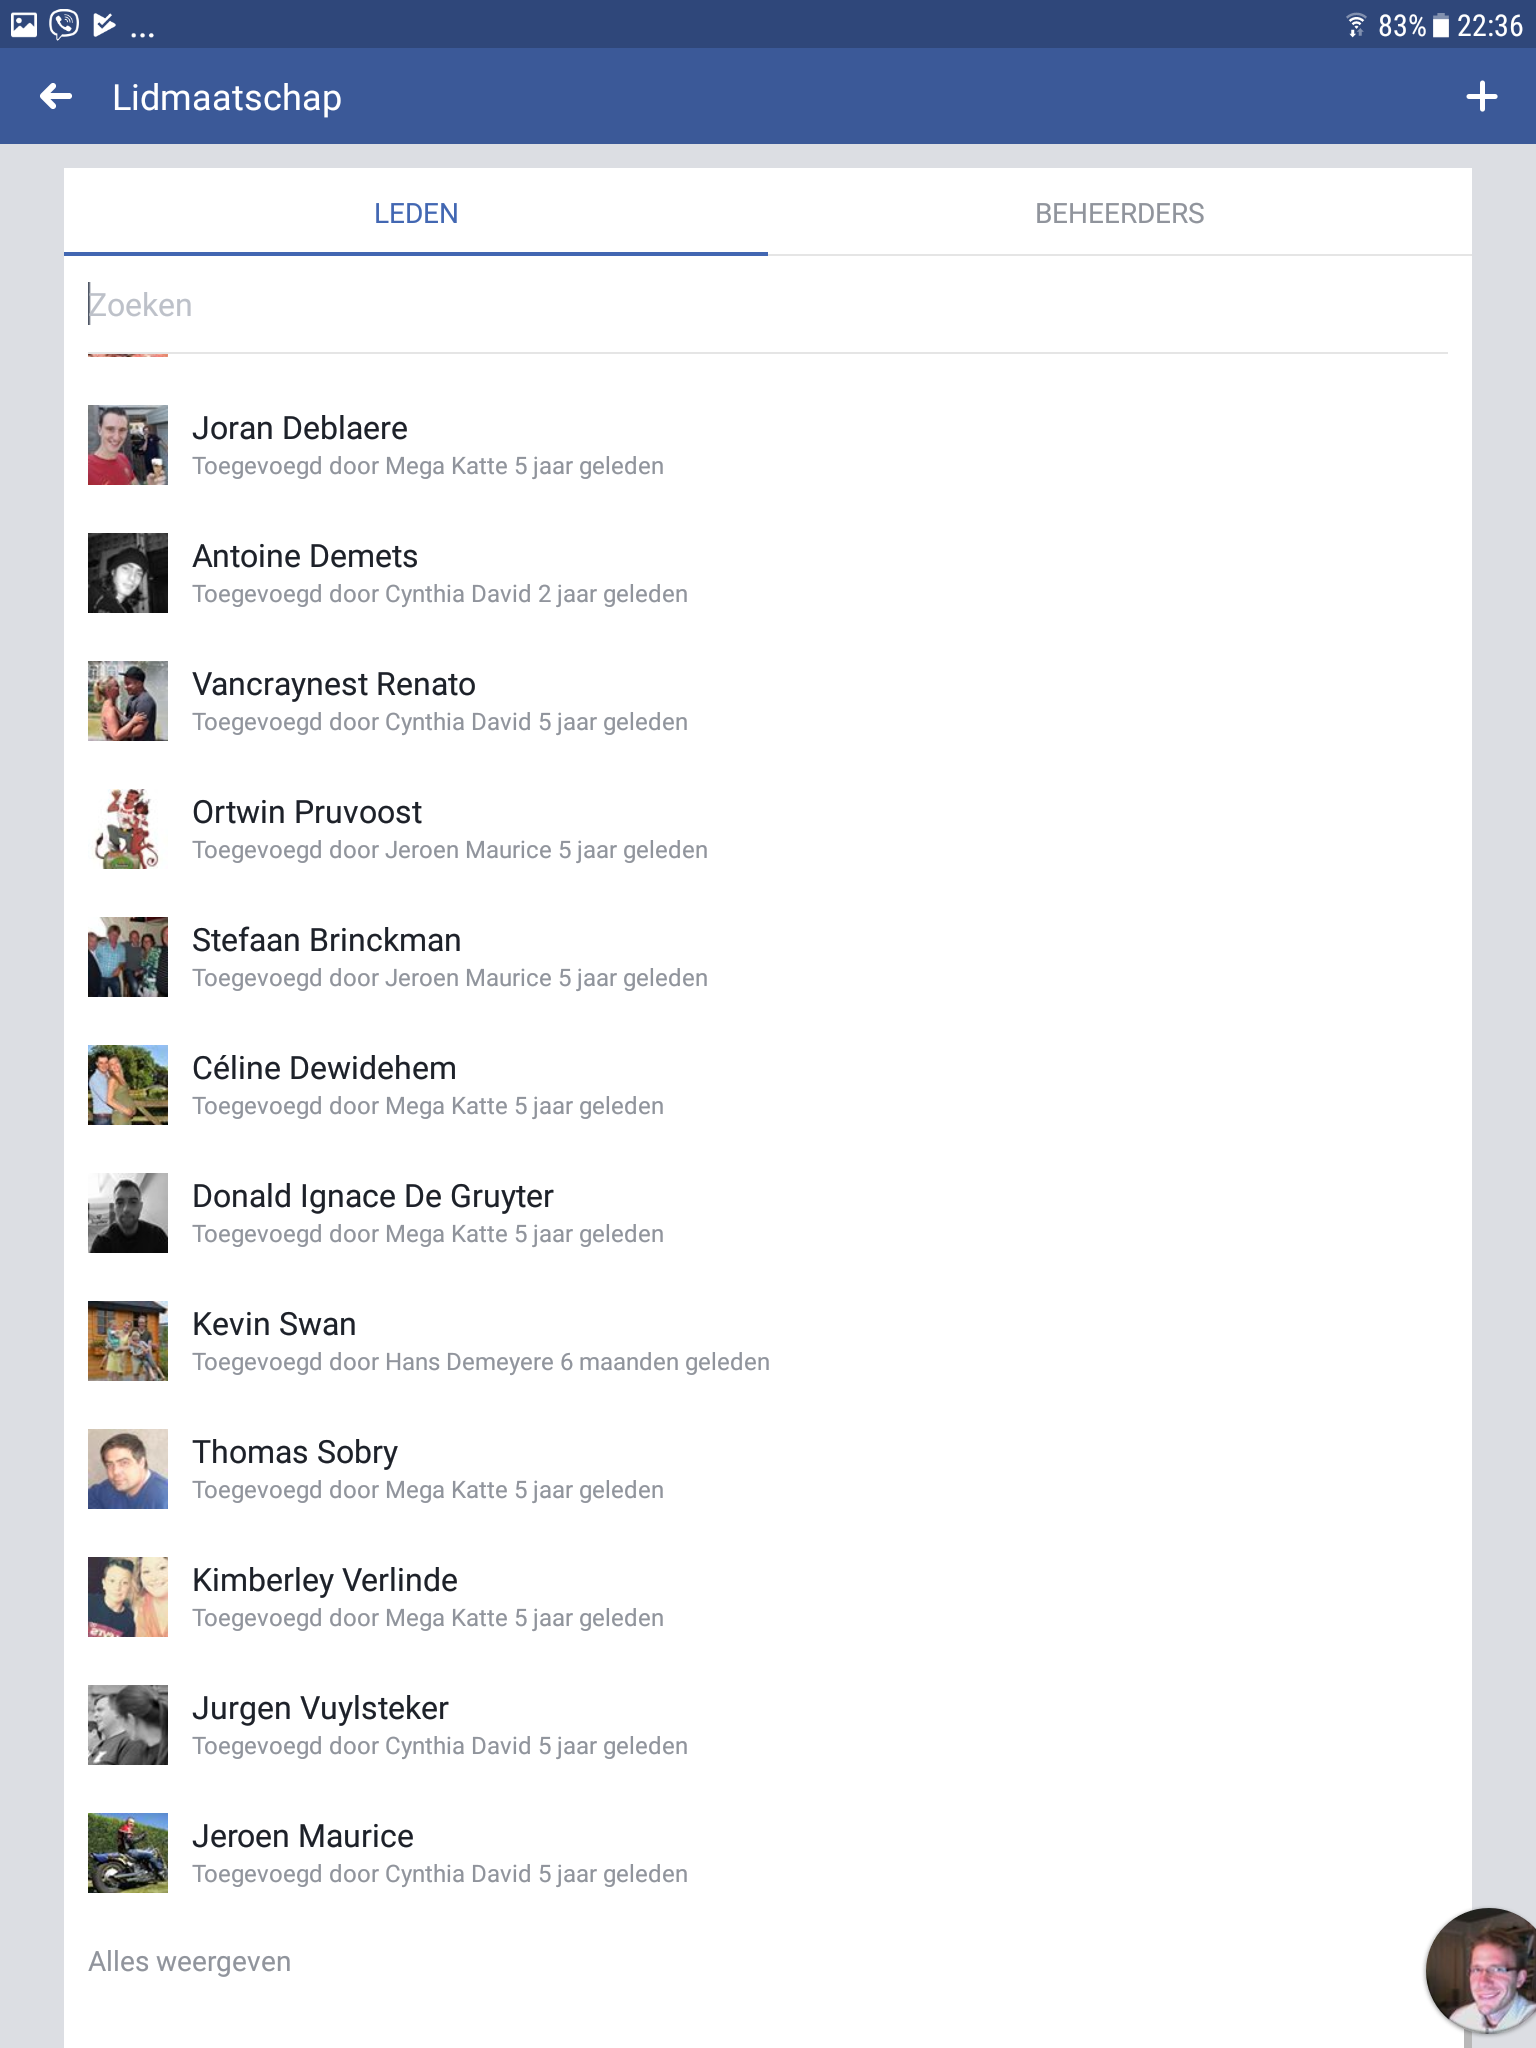 ... 83% 22:36
Lidmaatschap
LEDEN BEHEERDERS
Zoeken
Joran Deblaere
Toegevoegd door Mega Katte 5 jaar geleden
Antoine Demets
Toegevoegd door Cynthia David 2 jaar geleden
Vancraynest Renato
Toegevoegd door Cynthia David 5 jaar geleden
Ortwin Pruvoost
Toegevoegd door Jeroen Maurice 5 jaar geleden
Stefaan Brinckman
Toegevoegd door Jeroen Maurice 5 jaar geleden
Céline Dewidehem
Toegevoegd door Mega Katte 5 jaar geleden
Donald Ignace De Gruyter
Toegevoegd door Mega Katte 5 jaar geleden
Kevin Swan
Toegevoegd door Hans Demeyere 6 maanden geleden
Thomas Sobry
Toegevoegd door Mega Katte 5 jaar geleden
Kimberley Verlinde
Toegevoegd door Mega Katte 5 jaar geleden
Jurgen Vuylsteker
Toegevoegd door Cynthia David 5 jaar geleden
Jeroen Maurice
Toegevoegd door Cynthia David 5 jaar geleden
Alles weergeven